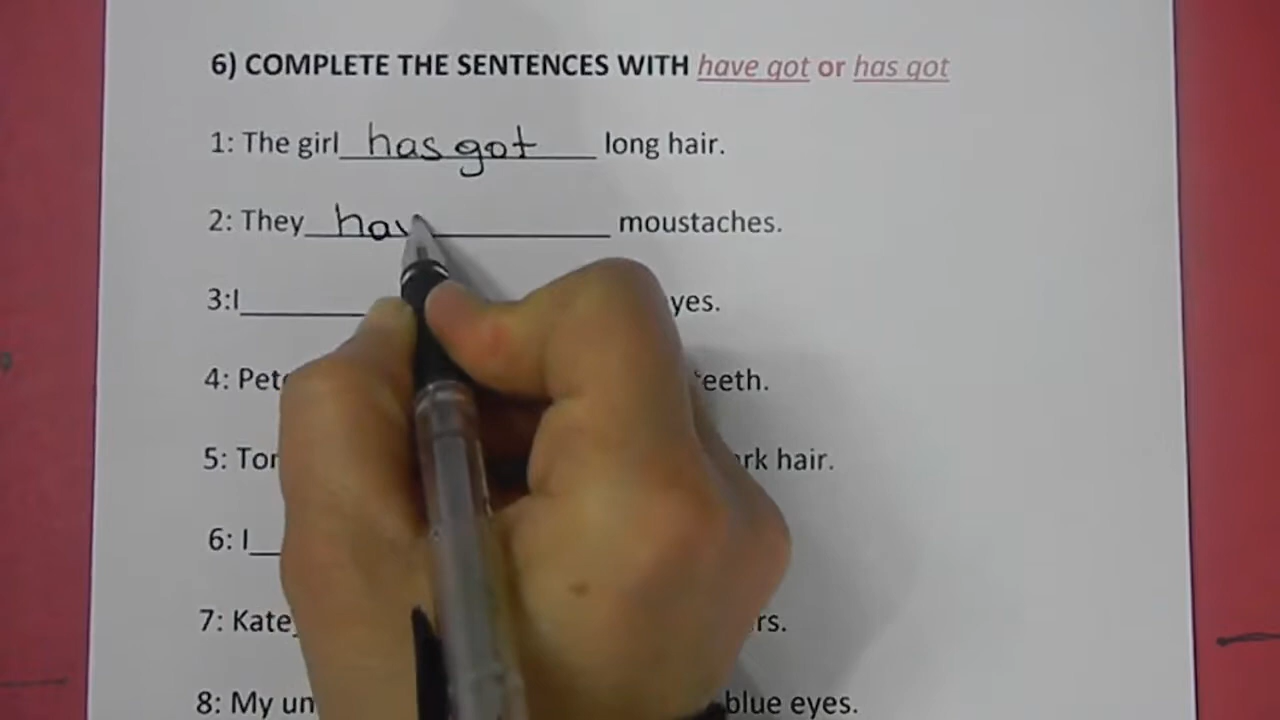 6) COMPLETE THE SENTENCES WITH have got or has got
1: The girl has got long hair.
2: They hav moustaches.
3:I yes.
4: Pet eeth.
5: Tor rk hair.
6: I
7: Kate rs.
8: My un blue eyes.